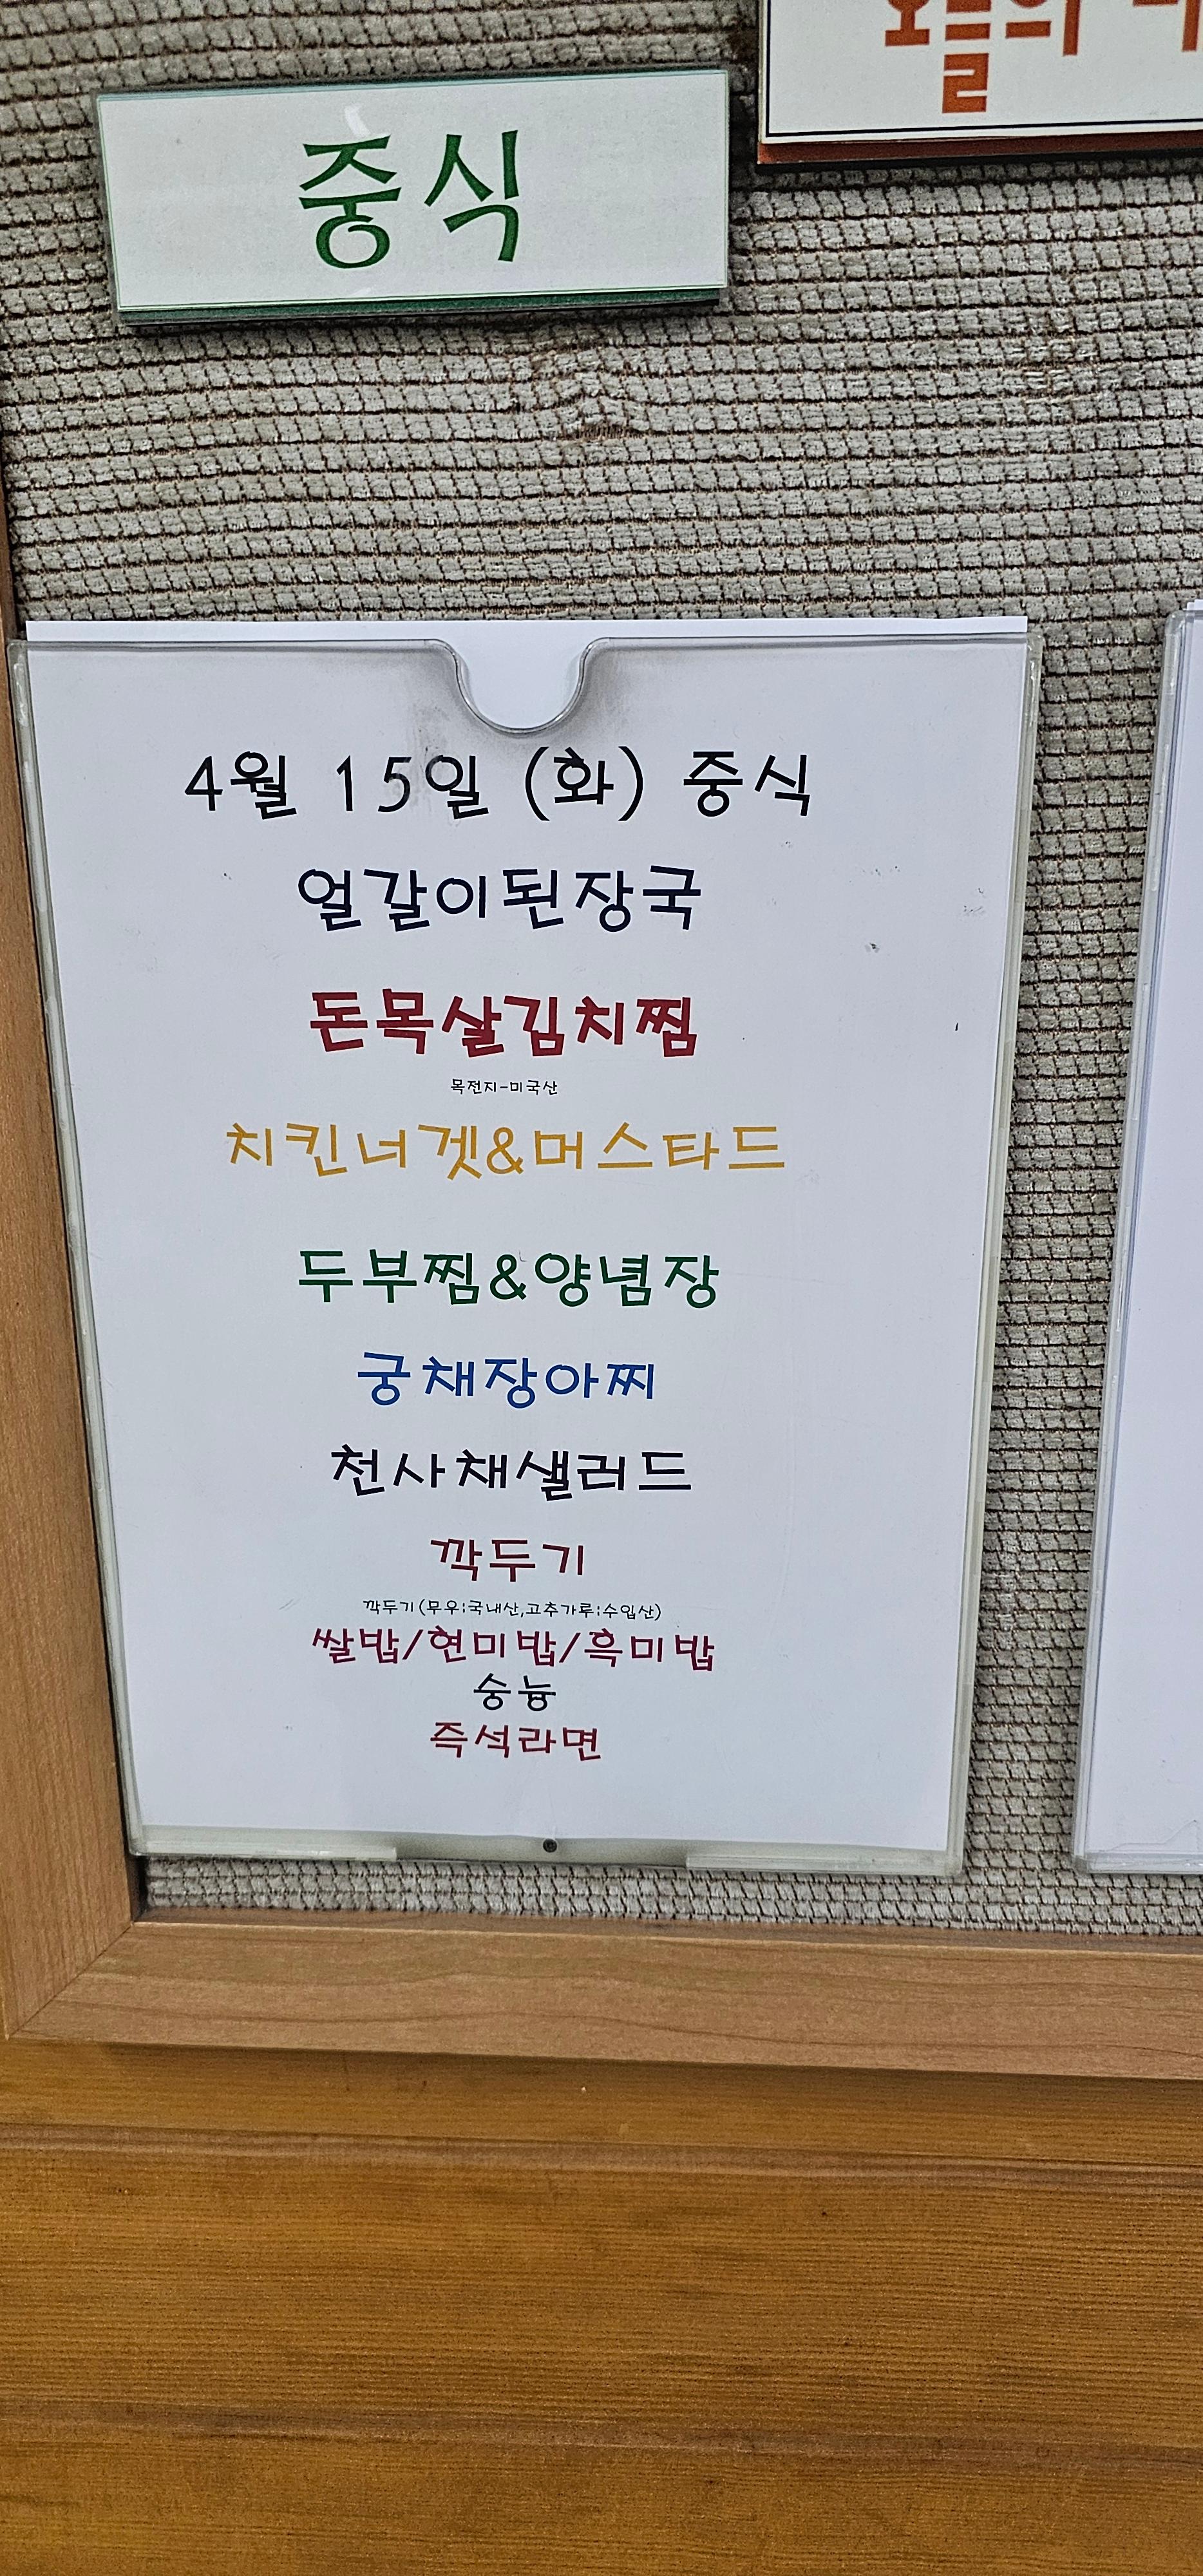 오늘의
중식
4월 15일 (화) 중식
얼갈이된장국
돈목살김치찜
목전지-미국산
치킨너겟&머스타드
두부찜&양념장
궁채장아찌
천사채샐러드
깍두기
깍두기(무우:국내산,고추가루:수입산)
쌀밥/현미밥/흑미밥
숭늉
즉석라면